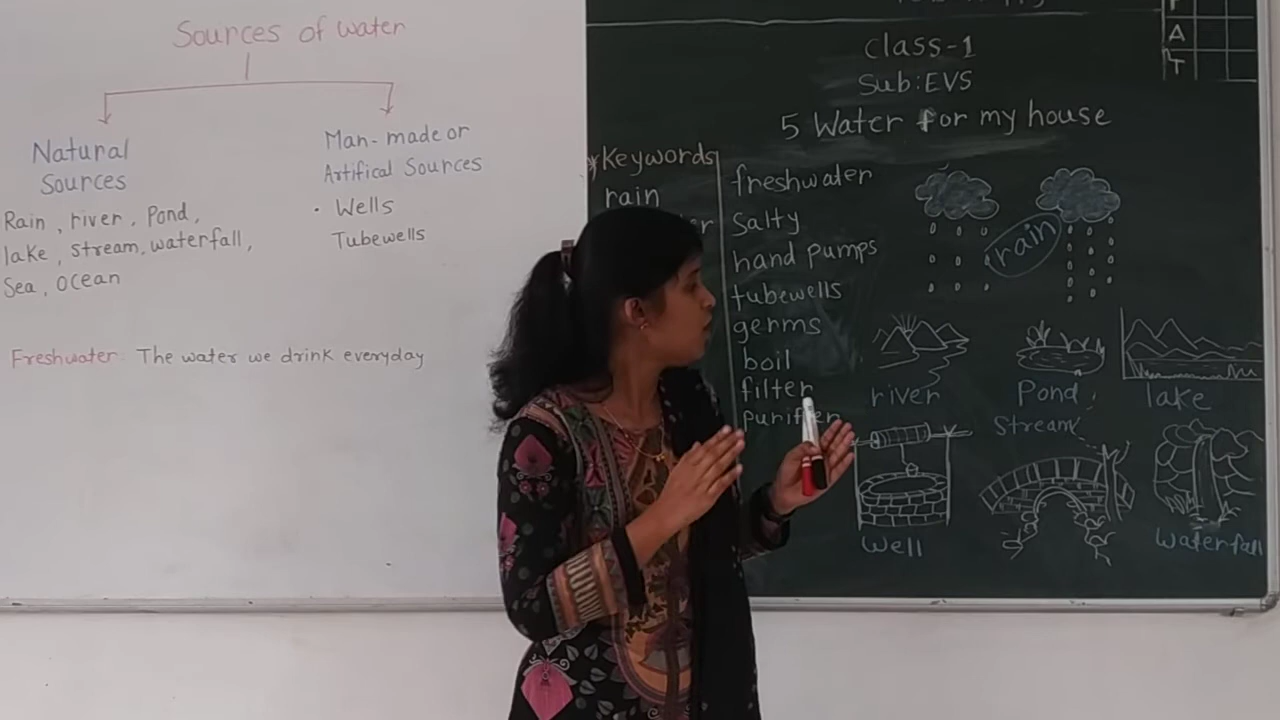 Sources of water
Natural
Sources
Rain, river, Pond,
lake, stream, waterfall,
Sea, Ocean
Man-made or
Artifical Sources
• Wells
Tubewells
Freshwater: The water we drink everyday
A
T
Class-1
Sub:EVS
5 Water for my house
*Keywords
rain
freshwater
Salty
hand pumps
tubewells
germs
boil
filter
purifier
rain
river
Pond
lake
Stream
Well
Waterfall